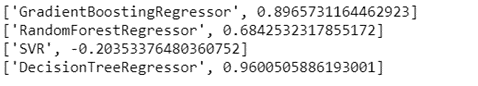 ['GradientBoostingRegressor', 0.8965731164462923]
['RandomForestRegressor', 0.6842532317855172]
['SVR', -0.20353376480360752]
['DecisionTreeRegressor', 0.9600505886193001]